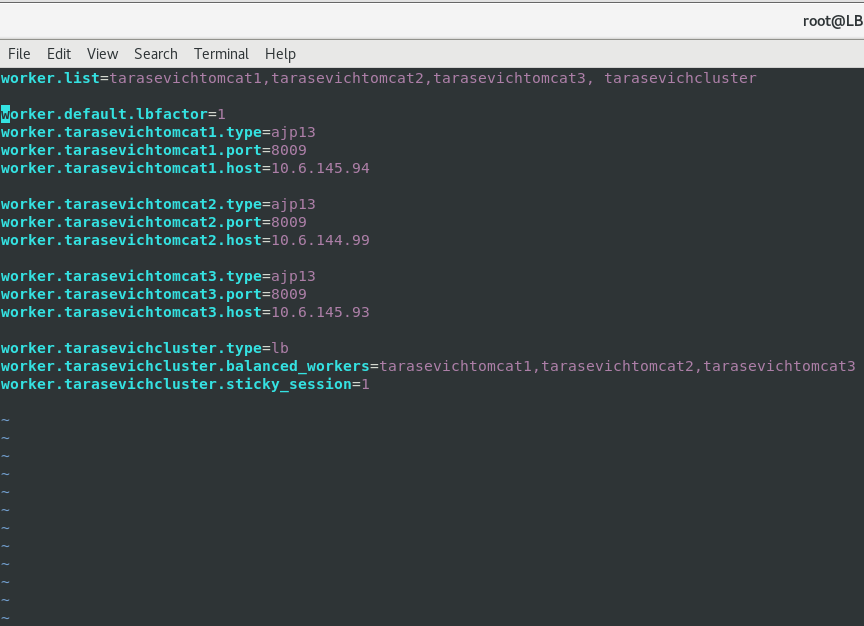 root@LB
File Edit View Search Terminal Help
worker.list=tarasevichtomcat1,tarasevichtomcat2,tarasevichtomcat3, tarasevichcluster
worker.default.lbfactor=1
worker.tarasevichtomcat1.type=ajp13
worker.tarasevichtomcat1.port=8009
worker.tarasevichtomcat1.host=10.6.145.94
worker.tarasevichtomcat2.type=ajp13
worker.tarasevichtomcat2.port=8009
worker.tarasevichtomcat2.host=10.6.144.99
worker.tarasevichtomcat3.type=ajp13
worker.tarasevichtomcat3.port=8009
worker.tarasevichtomcat3.host=10.6.145.93
worker.tarasevichcluster.type=lb
worker.tarasevichcluster.balanced_workers=tarasevichtomcat1,tarasevichtomcat2,tarasevichtomcat3
worker.tarasevichcluster.sticky_session=1
~
~
~
~
~
~
~
~
~
~
~
~